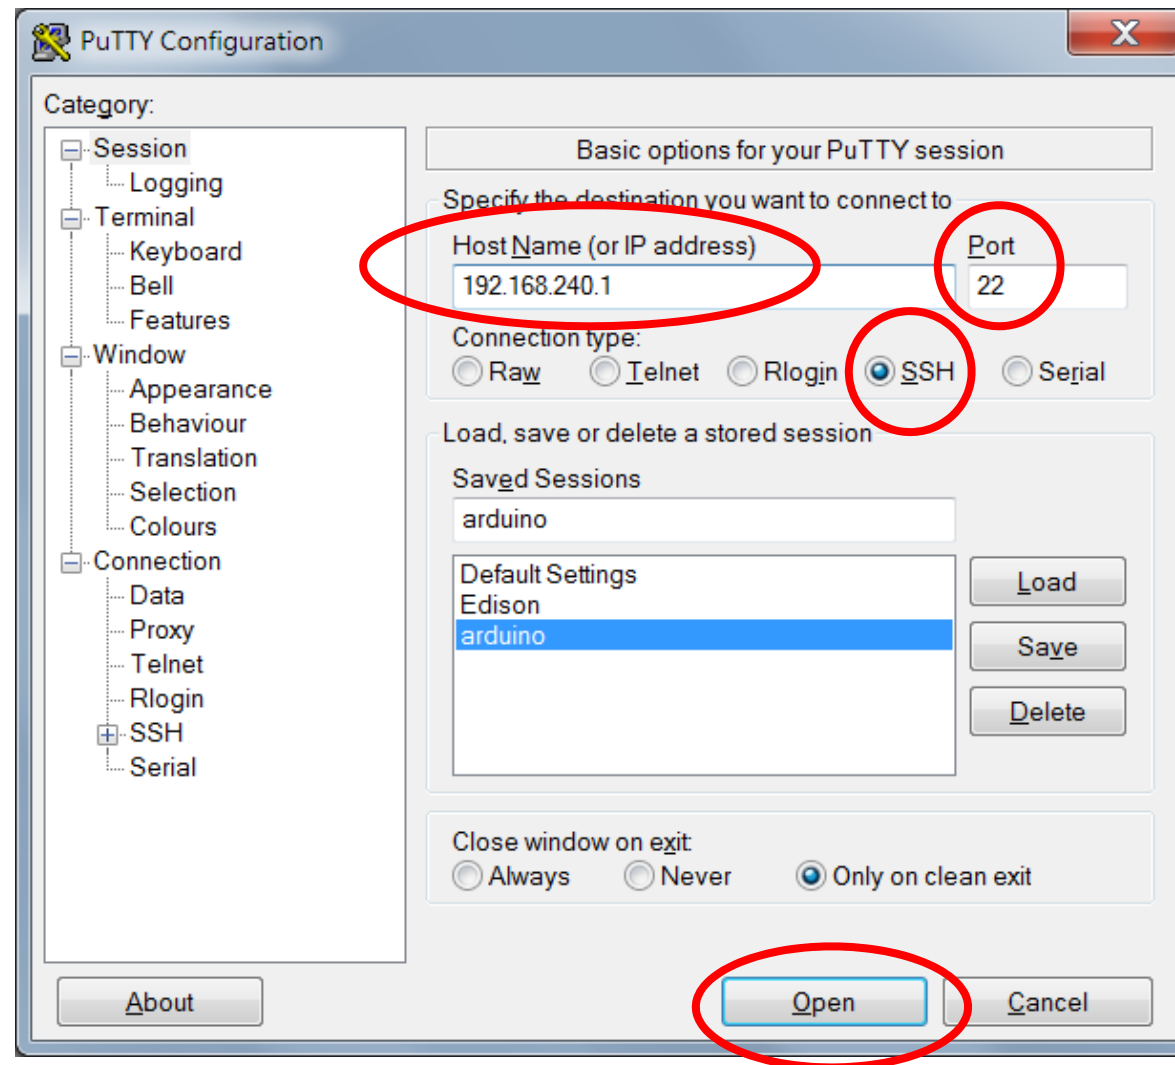 PuTTY Configuration
Category:
Session
Logging
Terminal
Keyboard
Bell
Features
Window
Appearance
Behaviour
Translation
Selection
Colours
Connection
Data
Proxy
Telnet
Rlogin
SSH
Serial
Basic options for your PuTTY session
Specify the destination you want to connect to
Host Name (or IP address) Port
192.168.240.1 22
Connection type:
Raw Telnet Rlogin SSH Serial
Load, save or delete a stored session
Saved Sessions
arduino
Default Settings
Edison
arduino
Load
Save
Delete
Close window on exit:
Always Never Only on clean exit
About Open Cancel